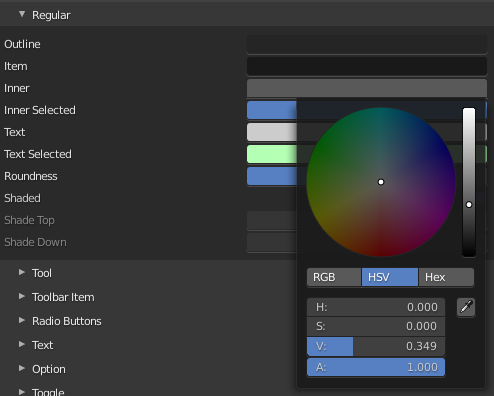 Regular
Outline
Item
Inner
Inner Selected
Text
Text Selected
Roundness
Shaded
Shade Top
Shade Down
Tool
Toolbar Item
Radio Buttons
Text
Option
Toggle
RGB HSV Hex
H: 0.000
S: 0.000
V: 0.349
A: 1.000